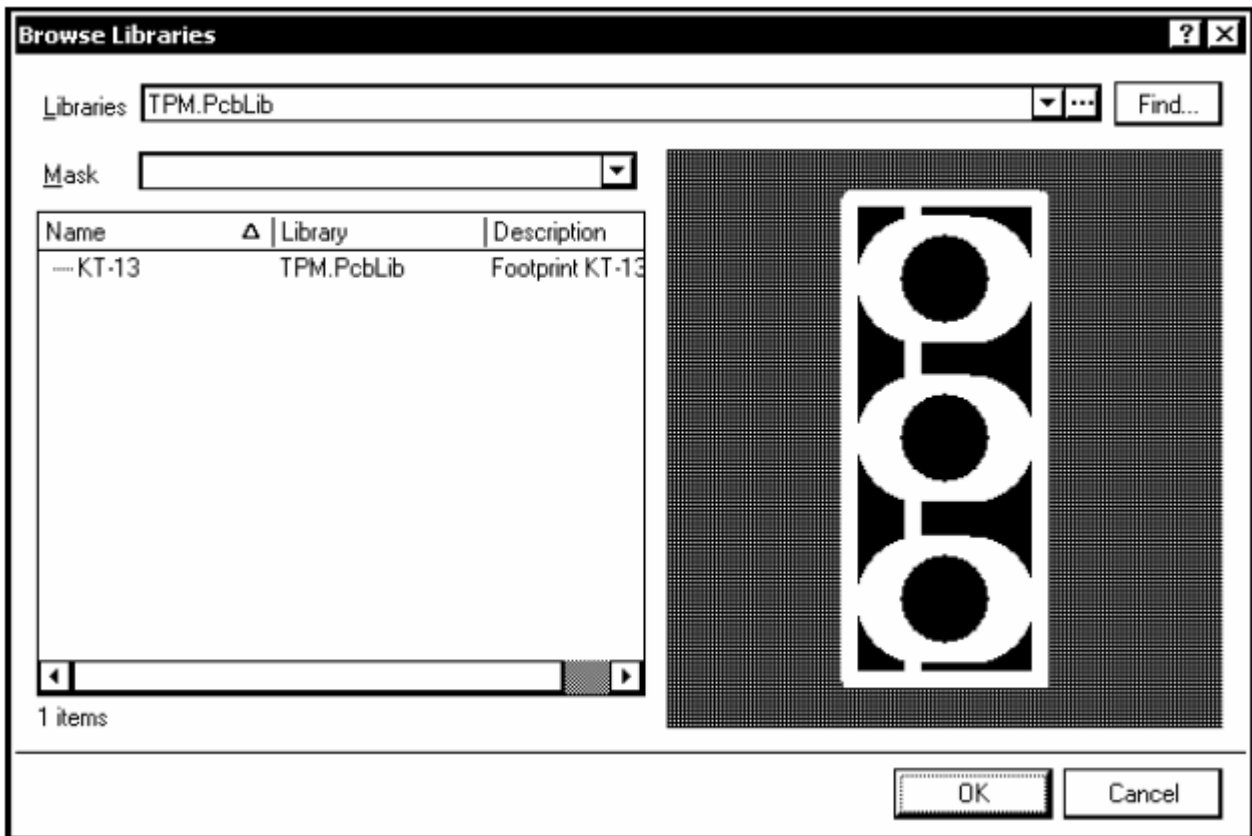 Browse Libraries
Libraries TPM.PcbLib Find...
Mask
Name Library Description
KT-13 TPM.PcbLib Footprint KT-13
1 items
OK Cancel